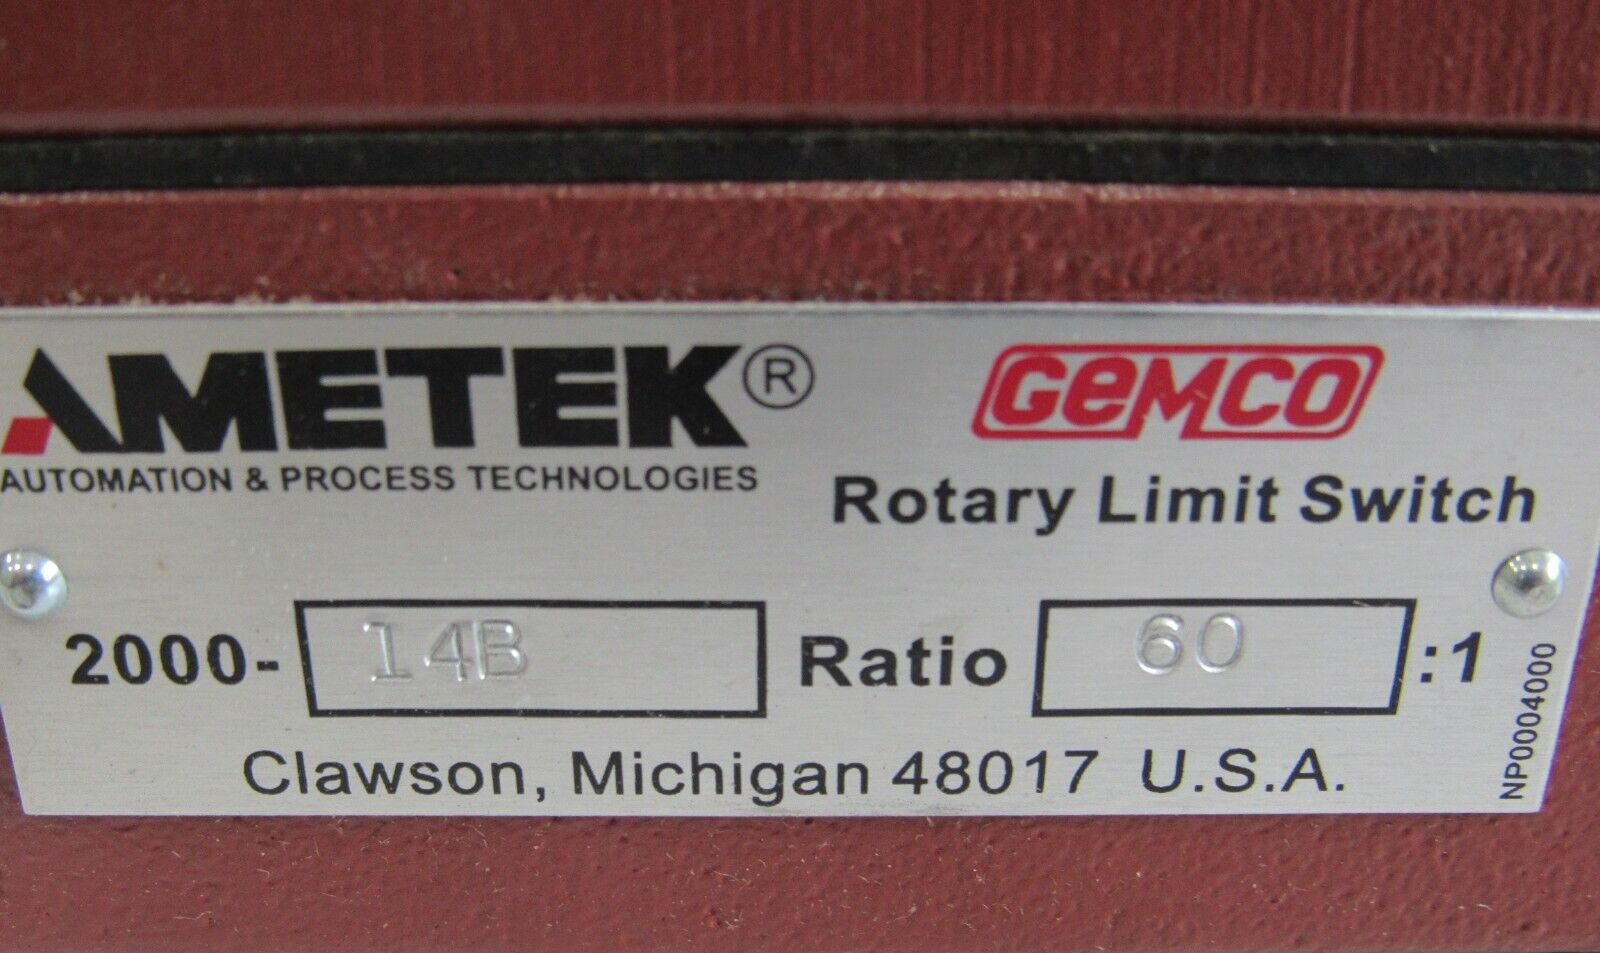 AMETEK®
AUTOMATION & PROCESS TECHNOLOGIES
GEMCO
Rotary Limit Switch
2000- 14B Ratio 60 :1
Clawson, Michigan 48017 U.S.A.
NP0004000